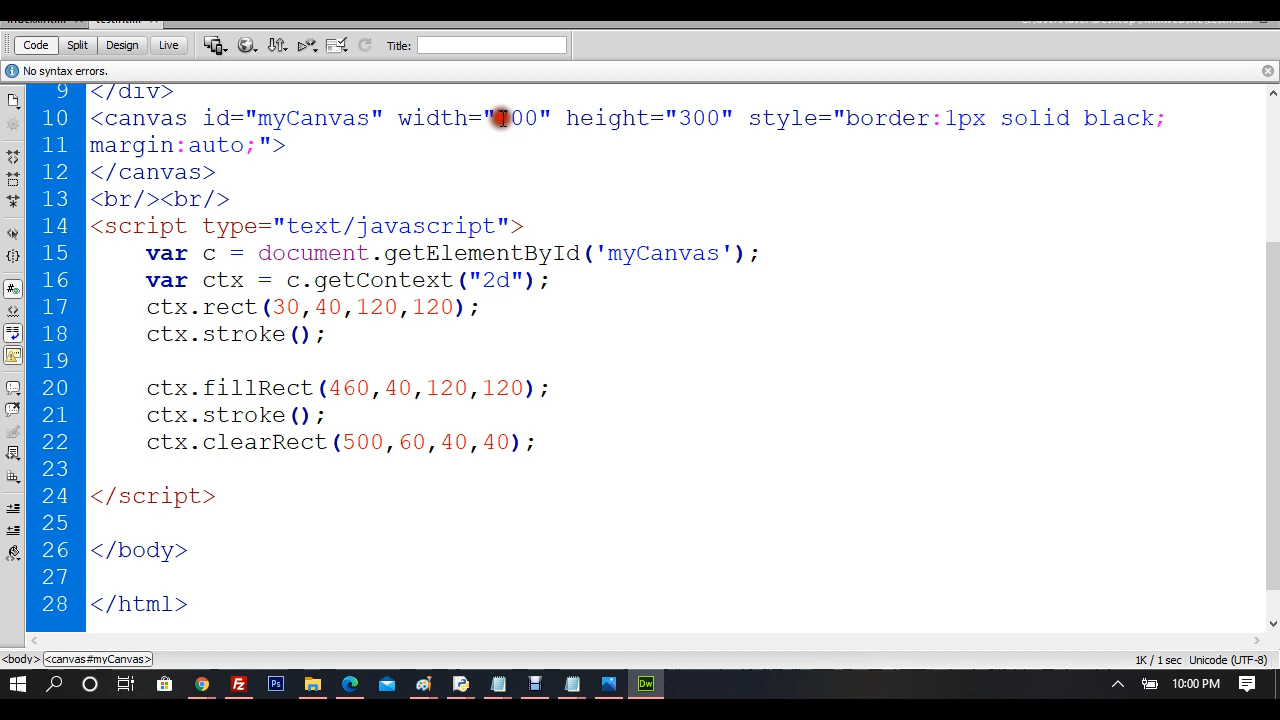 Code Split Design Live Title:
No syntax errors.
9 </div>
10 <canvas id="myCanvas" width=" 00" height="300" style="border:1px solid black;
11 margin:auto;">
12 </canvas>
13 <br/><br/>
14 <script type="text/javascript">
15 var c = document.getElementById('myCanvas');
16 var ctx = c.getContext("2d");
17 ctx.rect(30,40,120,120);
18 ctx.stroke();
19
20 ctx.fillRect(460,40,120,120);
21 ctx.stroke();
22 ctx.clearRect(500,60,40,40);
23
24 </script>
25
26 </body>
27
28 </html>
<body> <canvas#myCanvas> 1K / 1 sec Unicode (UTF-8)
Fz Ps Dw 10:00 PM